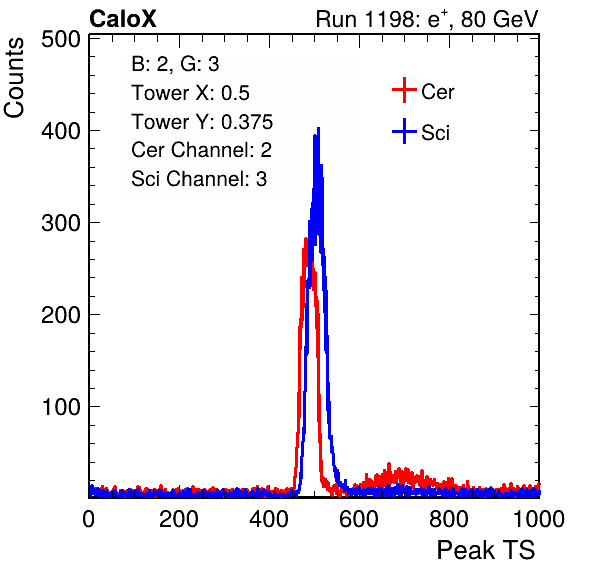 CaloX Run 1198: e⁺, 80 GeV
Counts
500
400
300
200
100
B: 2, G: 3
Tower X: 0.5
Tower Y: 0.375
Cer Channel: 2
Sci Channel: 3
Cer
Sci
0 200 400 600 800 1000
Peak TS